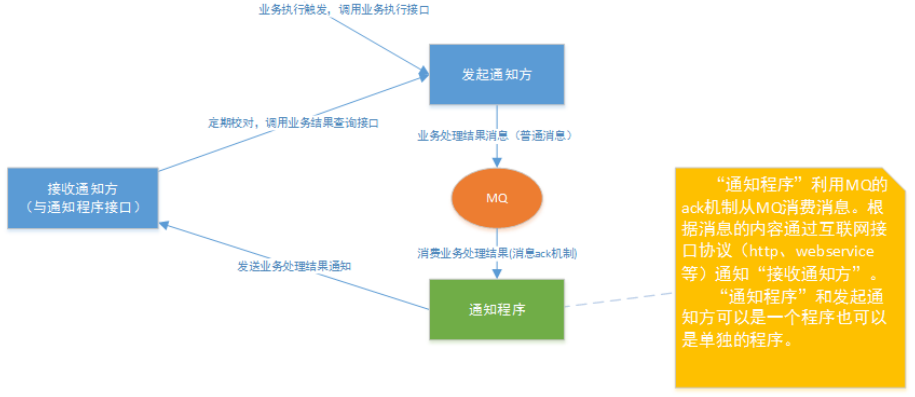 业务执行触发，调用业务执行接口
发起通知方
定期校对，调用业务结果查询接口
业务处理结果消息（普通消息）
接收通知方
（与通知程序接口）
MQ
消费业务处理结果(消息ack机制)
发送业务处理结果通知
通知程序
“通知程序”利用MQ的
ack机制从MQ消费消息。根
据消息的内容通过互联网接
口协议（http、webservice
等）通知“接收通知方”。
“通知程序”和发起通
知方可以是一个程序也可以
是单独的程序。